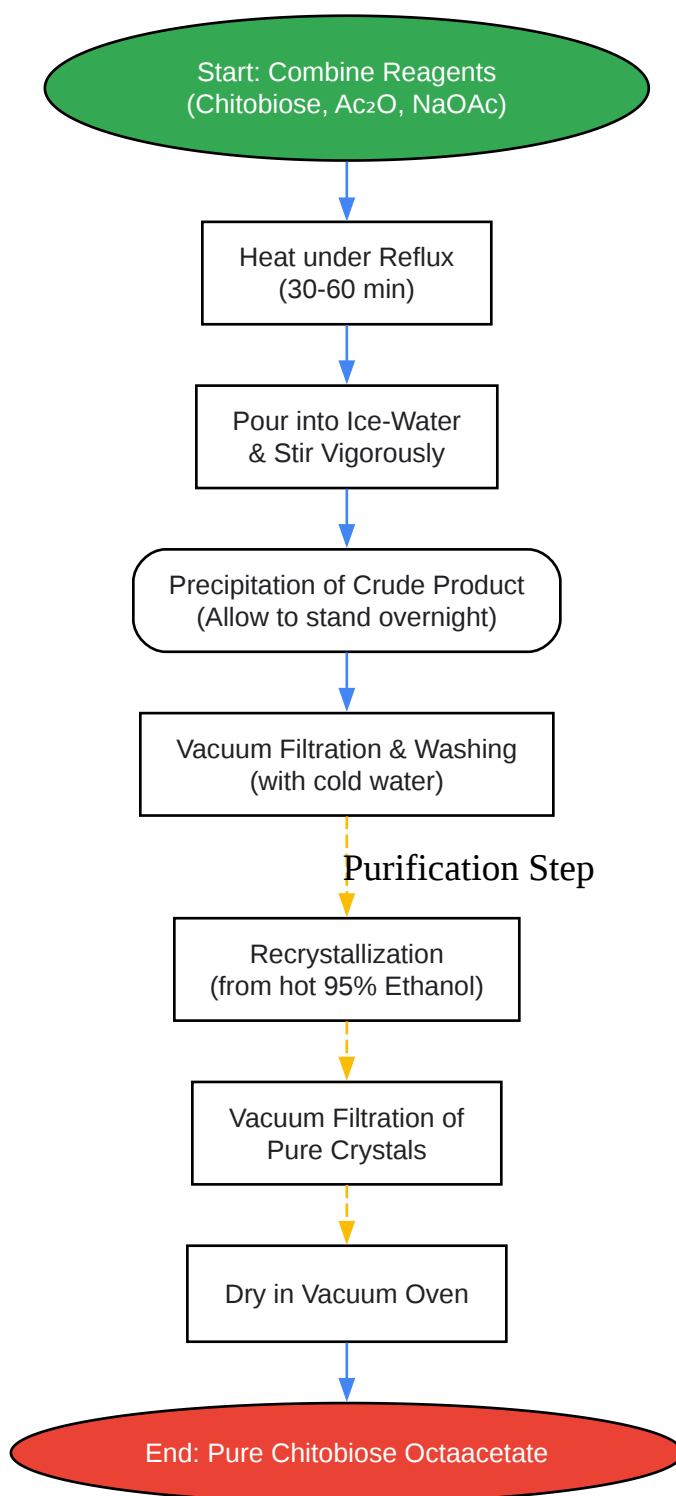 Start: Combine Reagents
(Chitobiose, Ac₂O, NaOAc)
Heat under Reflux
(30-60 min)
Pour into Ice-Water
& Stir Vigorously
Precipitation of Crude Product
(Allow to stand overnight)
Vacuum Filtration & Washing
(with cold water)
Purification Step
Recrystallization
(from hot 95% Ethanol)
Vacuum Filtration of
Pure Crystals
Dry in Vacuum Oven
End: Pure Chitobiose Octaacetate